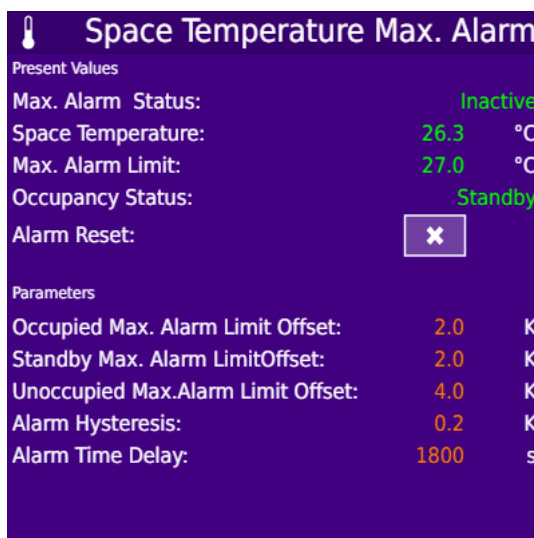 Space Temperature Max. Alarm
Present Values
Max. Alarm Status: Inactive
Space Temperature: 26.3 °C
Max. Alarm Limit: 27.0 °C
Occupancy Status: Standby
Alarm Reset:
Parameters
Occupied Max. Alarm Limit Offset: 2.0 K
Standby Max. Alarm LimitOffset: 2.0 K
Unoccupied Max.Alarm Limit Offset: 4.0 K
Alarm Hysteresis: 0.2 K
Alarm Time Delay: 1800 s